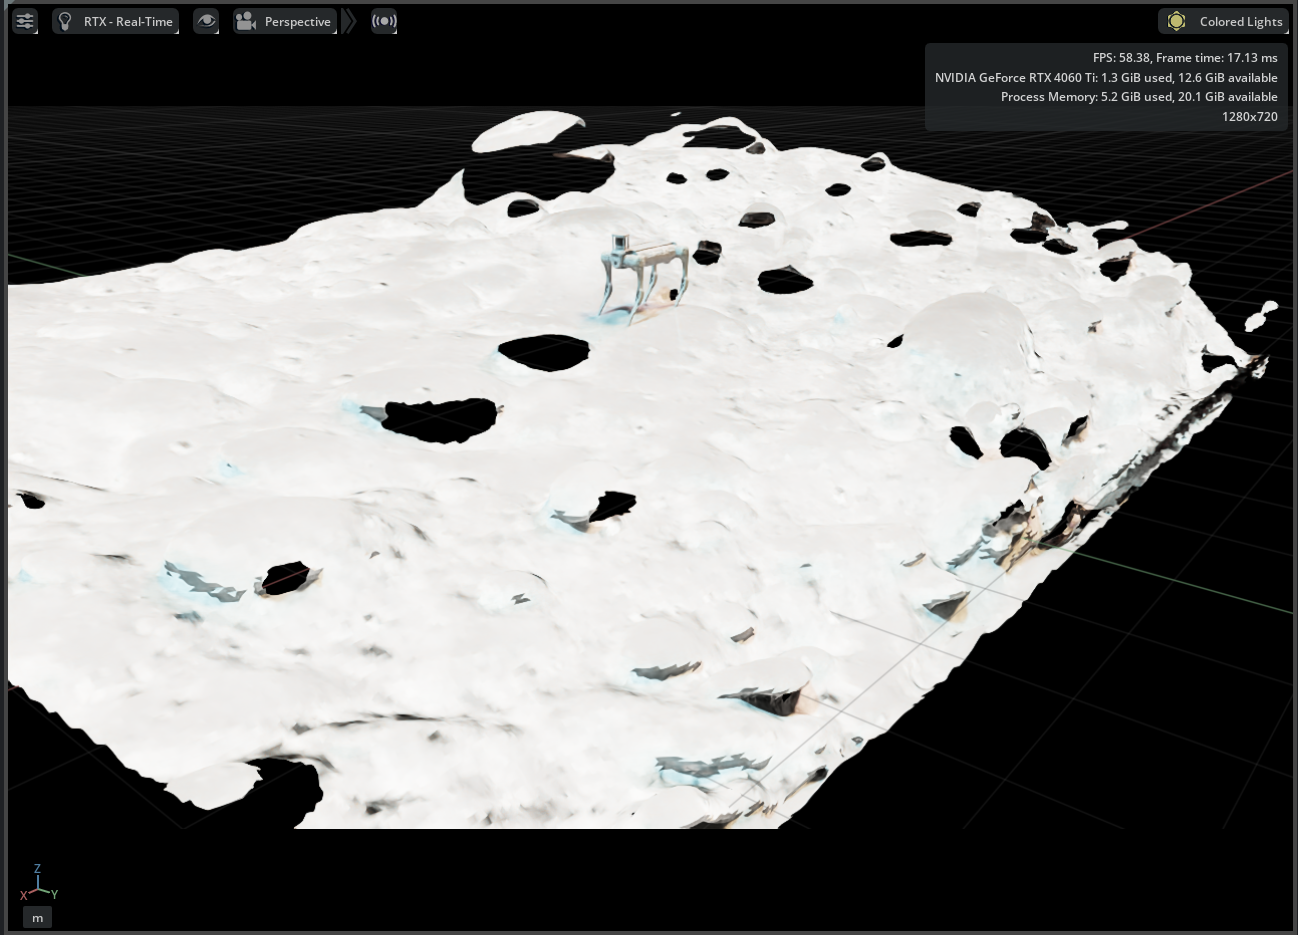 RTX - Real-Time
Perspective
Colored Lights
FPS: 58.38, Frame time: 17.13 ms
NVIDIA GeForce RTX 4060 Ti: 1.3 GiB used, 12.6 GiB available
Process Memory: 5.2 GiB used, 20.1 GiB available
1280x720
Z
X
Y
m